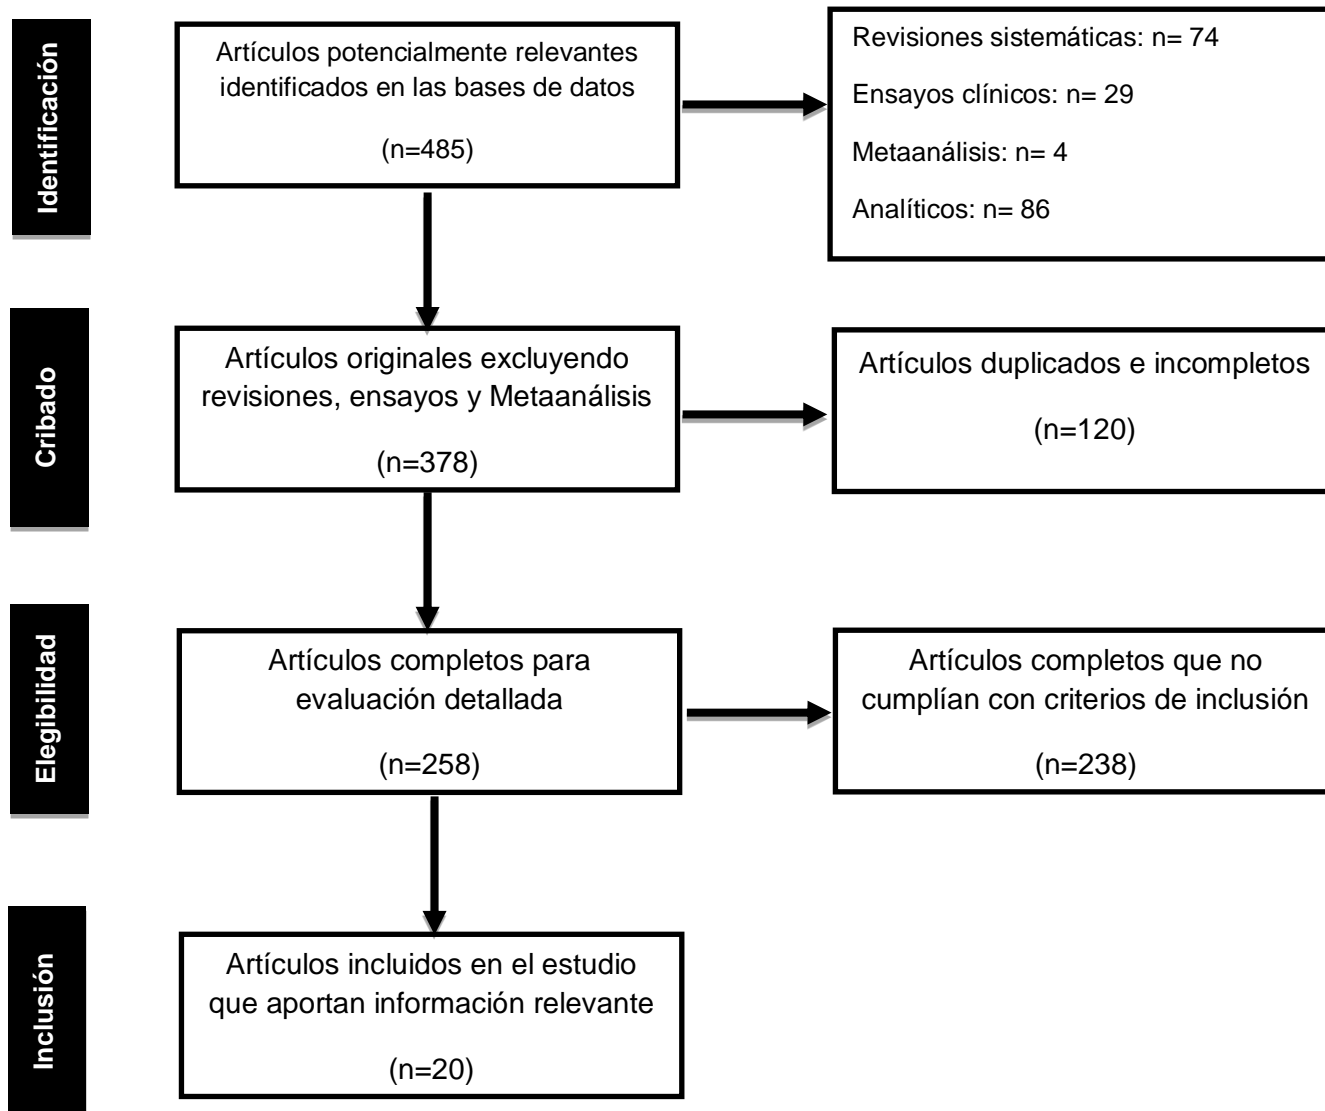 Identificación
Artículos potencialmente relevantes
identificados en las bases de datos
(n=485)
Revisiones sistemáticas: n= 74
Ensayos clínicos: n= 29
Metaanálisis: n= 4
Analíticos: n= 86
Cribado
Artículos originales excluyendo
revisiones, ensayos y Metaanálisis
(n=378)
Artículos duplicados e incompletos
(n=120)
Elegibilidad
Artículos completos para
evaluación detallada
(n=258)
Artículos completos que no
cumplían con criterios de inclusión
(n=238)
Inclusión
Artículos incluidos en el estudio
que aportan información relevante
(n=20)